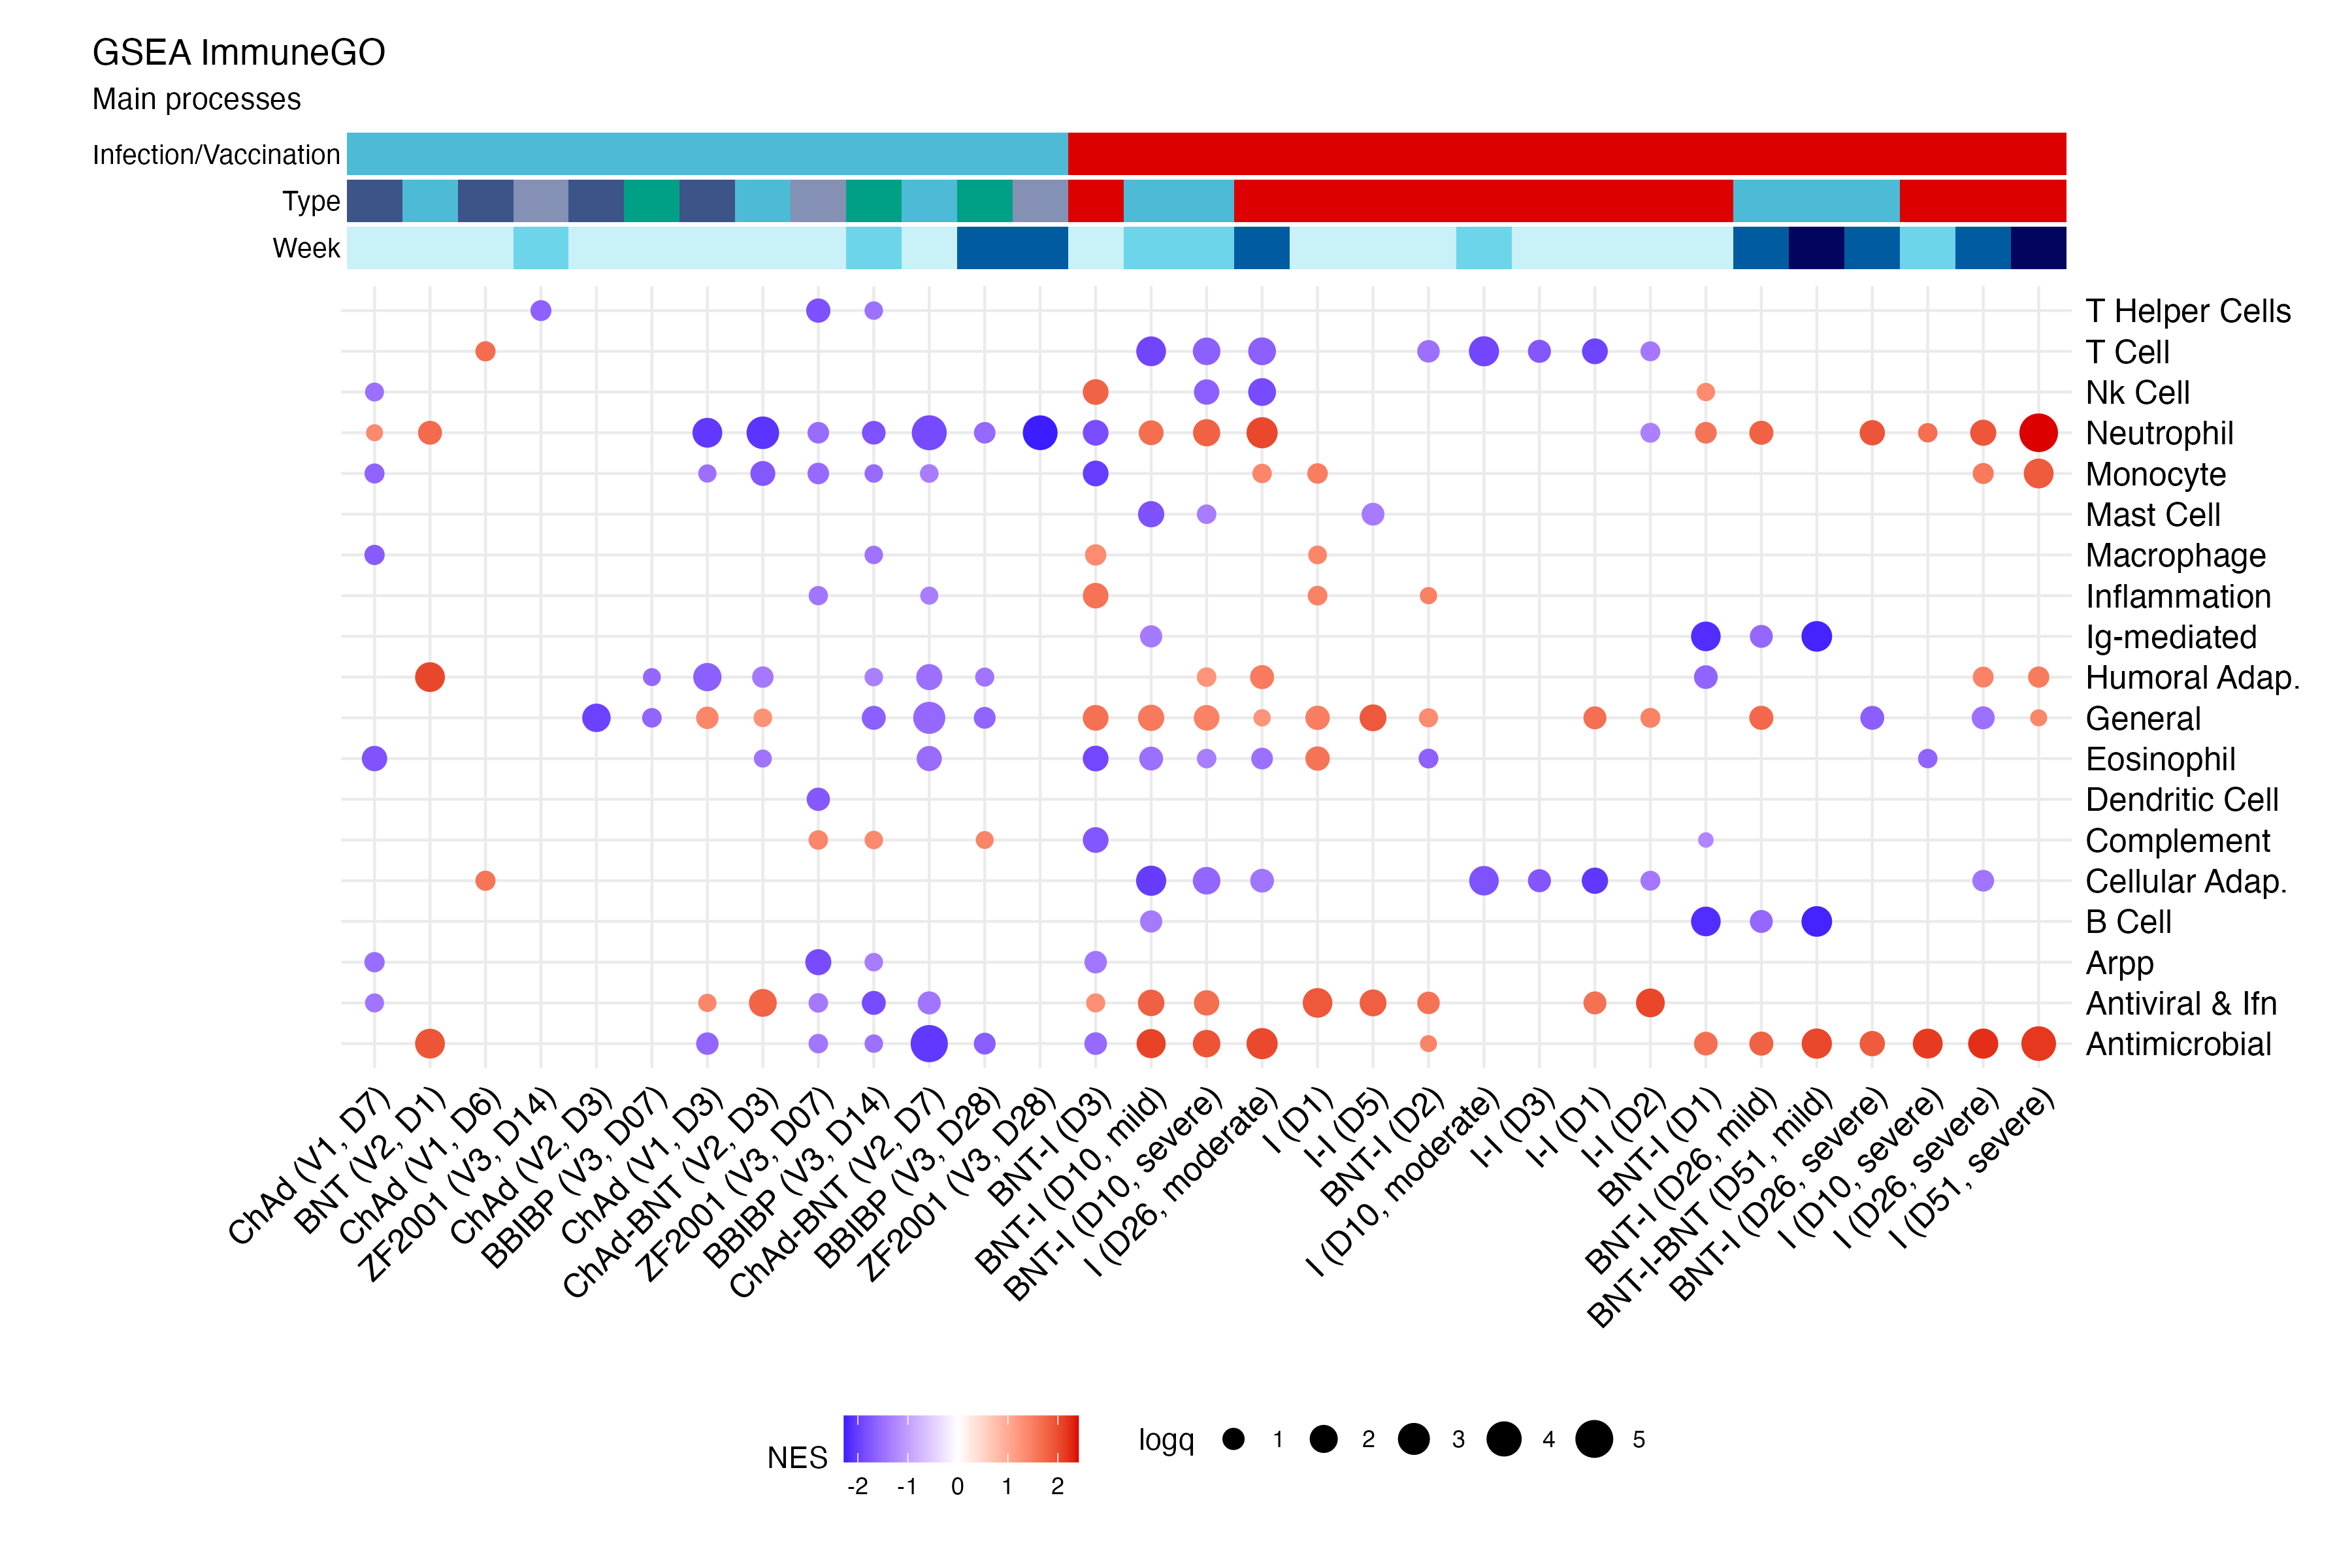 GSEA ImmuneGO
Main processes
Infection/Vaccination
Type
Week
T Helper Cells
T Cell
Nk Cell
Neutrophil
Monocyte
Mast Cell
Macrophage
Inflammation
Ig-mediated
Humoral Adap.
General
Eosinophil
Dendritic Cell
Complement
Cellular Adap.
B Cell
Arpp
Antiviral & Ifn
Antimicrobial
ChAd (V1, D7)
BNT (V2, D1)
ChAd (V1, D6)
ZF2001 (V3, D14)
ChAd (V2, D3)
BBIBP (V3, D07)
ChAd (V1, D3)
ChAd-BNT (V2, D3)
ZF2001 (V3, D07)
BBIBP (V3, D14)
ChAd-BNT (V2, D7)
BBIBP (V3, D28)
ZF2001 (V3, D28)
BNT-I (D3)
BNT-I (D10, mild)
BNT-I (D10, severe)
I (D26, moderate)
I (D1)
I-I (D5)
BNT-I (D2)
I (D10, moderate)
I-I (D3)
I-I (D1)
I-I (D2)
BNT-I (D1)
BNT-I (D26, mild)
BNT-I-BNT (D51, mild)
BNT-I (D26, severe)
I (D10, severe)
I (D26, severe)
I (D51, severe)
NES
-2 -1 0 1 2
logq 1 2 3 4 5